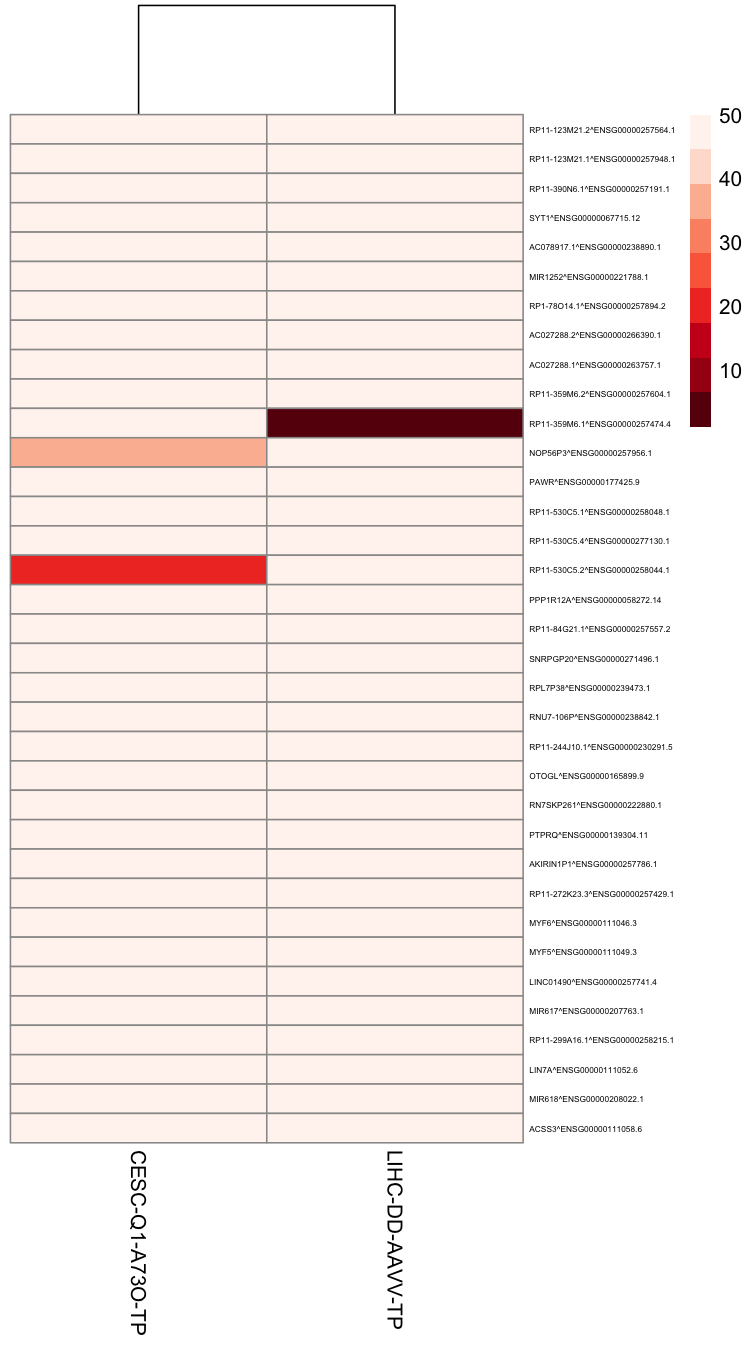 50
40
30
20
10
RP11-123M21.2^ENSG00000257564.1
RP11-123M21.1^ENSG00000257948.1
RP11-390N6.1^ENSG00000257191.1
SYT1^ENSG00000067715.12
AC078917.1^ENSG00000238890.1
MIR1252^ENSG00000221788.1
RP1-78O14.1^ENSG00000257894.2
AC027288.2^ENSG00000266390.1
AC027288.1^ENSG00000263757.1
RP11-359M6.2^ENSG00000257604.1
RP11-359M6.1^ENSG00000257474.4
NOP56P3^ENSG00000257956.1
PAWR^ENSG00000177425.9
RP11-530C5.1^ENSG00000258048.1
RP11-530C5.4^ENSG00000277130.1
RP11-530C5.2^ENSG00000258044.1
PPP1R12A^ENSG00000058272.14
RP11-84G21.1^ENSG00000257557.2
SNRPGP20^ENSG00000271496.1
RPL7P38^ENSG00000239473.1
RNU7-106P^ENSG00000238842.1
RP11-244J10.1^ENSG00000230291.5
OTOGL^ENSG00000165899.9
RN7SKP261^ENSG00000222880.1
PTPRQ^ENSG00000139304.11
AKIRIN1P1^ENSG00000257786.1
RP11-272K23.3^ENSG00000257429.1
MYF6^ENSG00000111046.3
MYF5^ENSG00000111049.3
LINC01490^ENSG00000257741.4
MIR617^ENSG00000207763.1
RP11-299A16.1^ENSG00000258215.1
LIN7A^ENSG00000111052.6
MIR618^ENSG00000208022.1
ACSS3^ENSG00000111058.6
CESC-Q1-A73O-TP
LIHC-DD-AAVV-TP